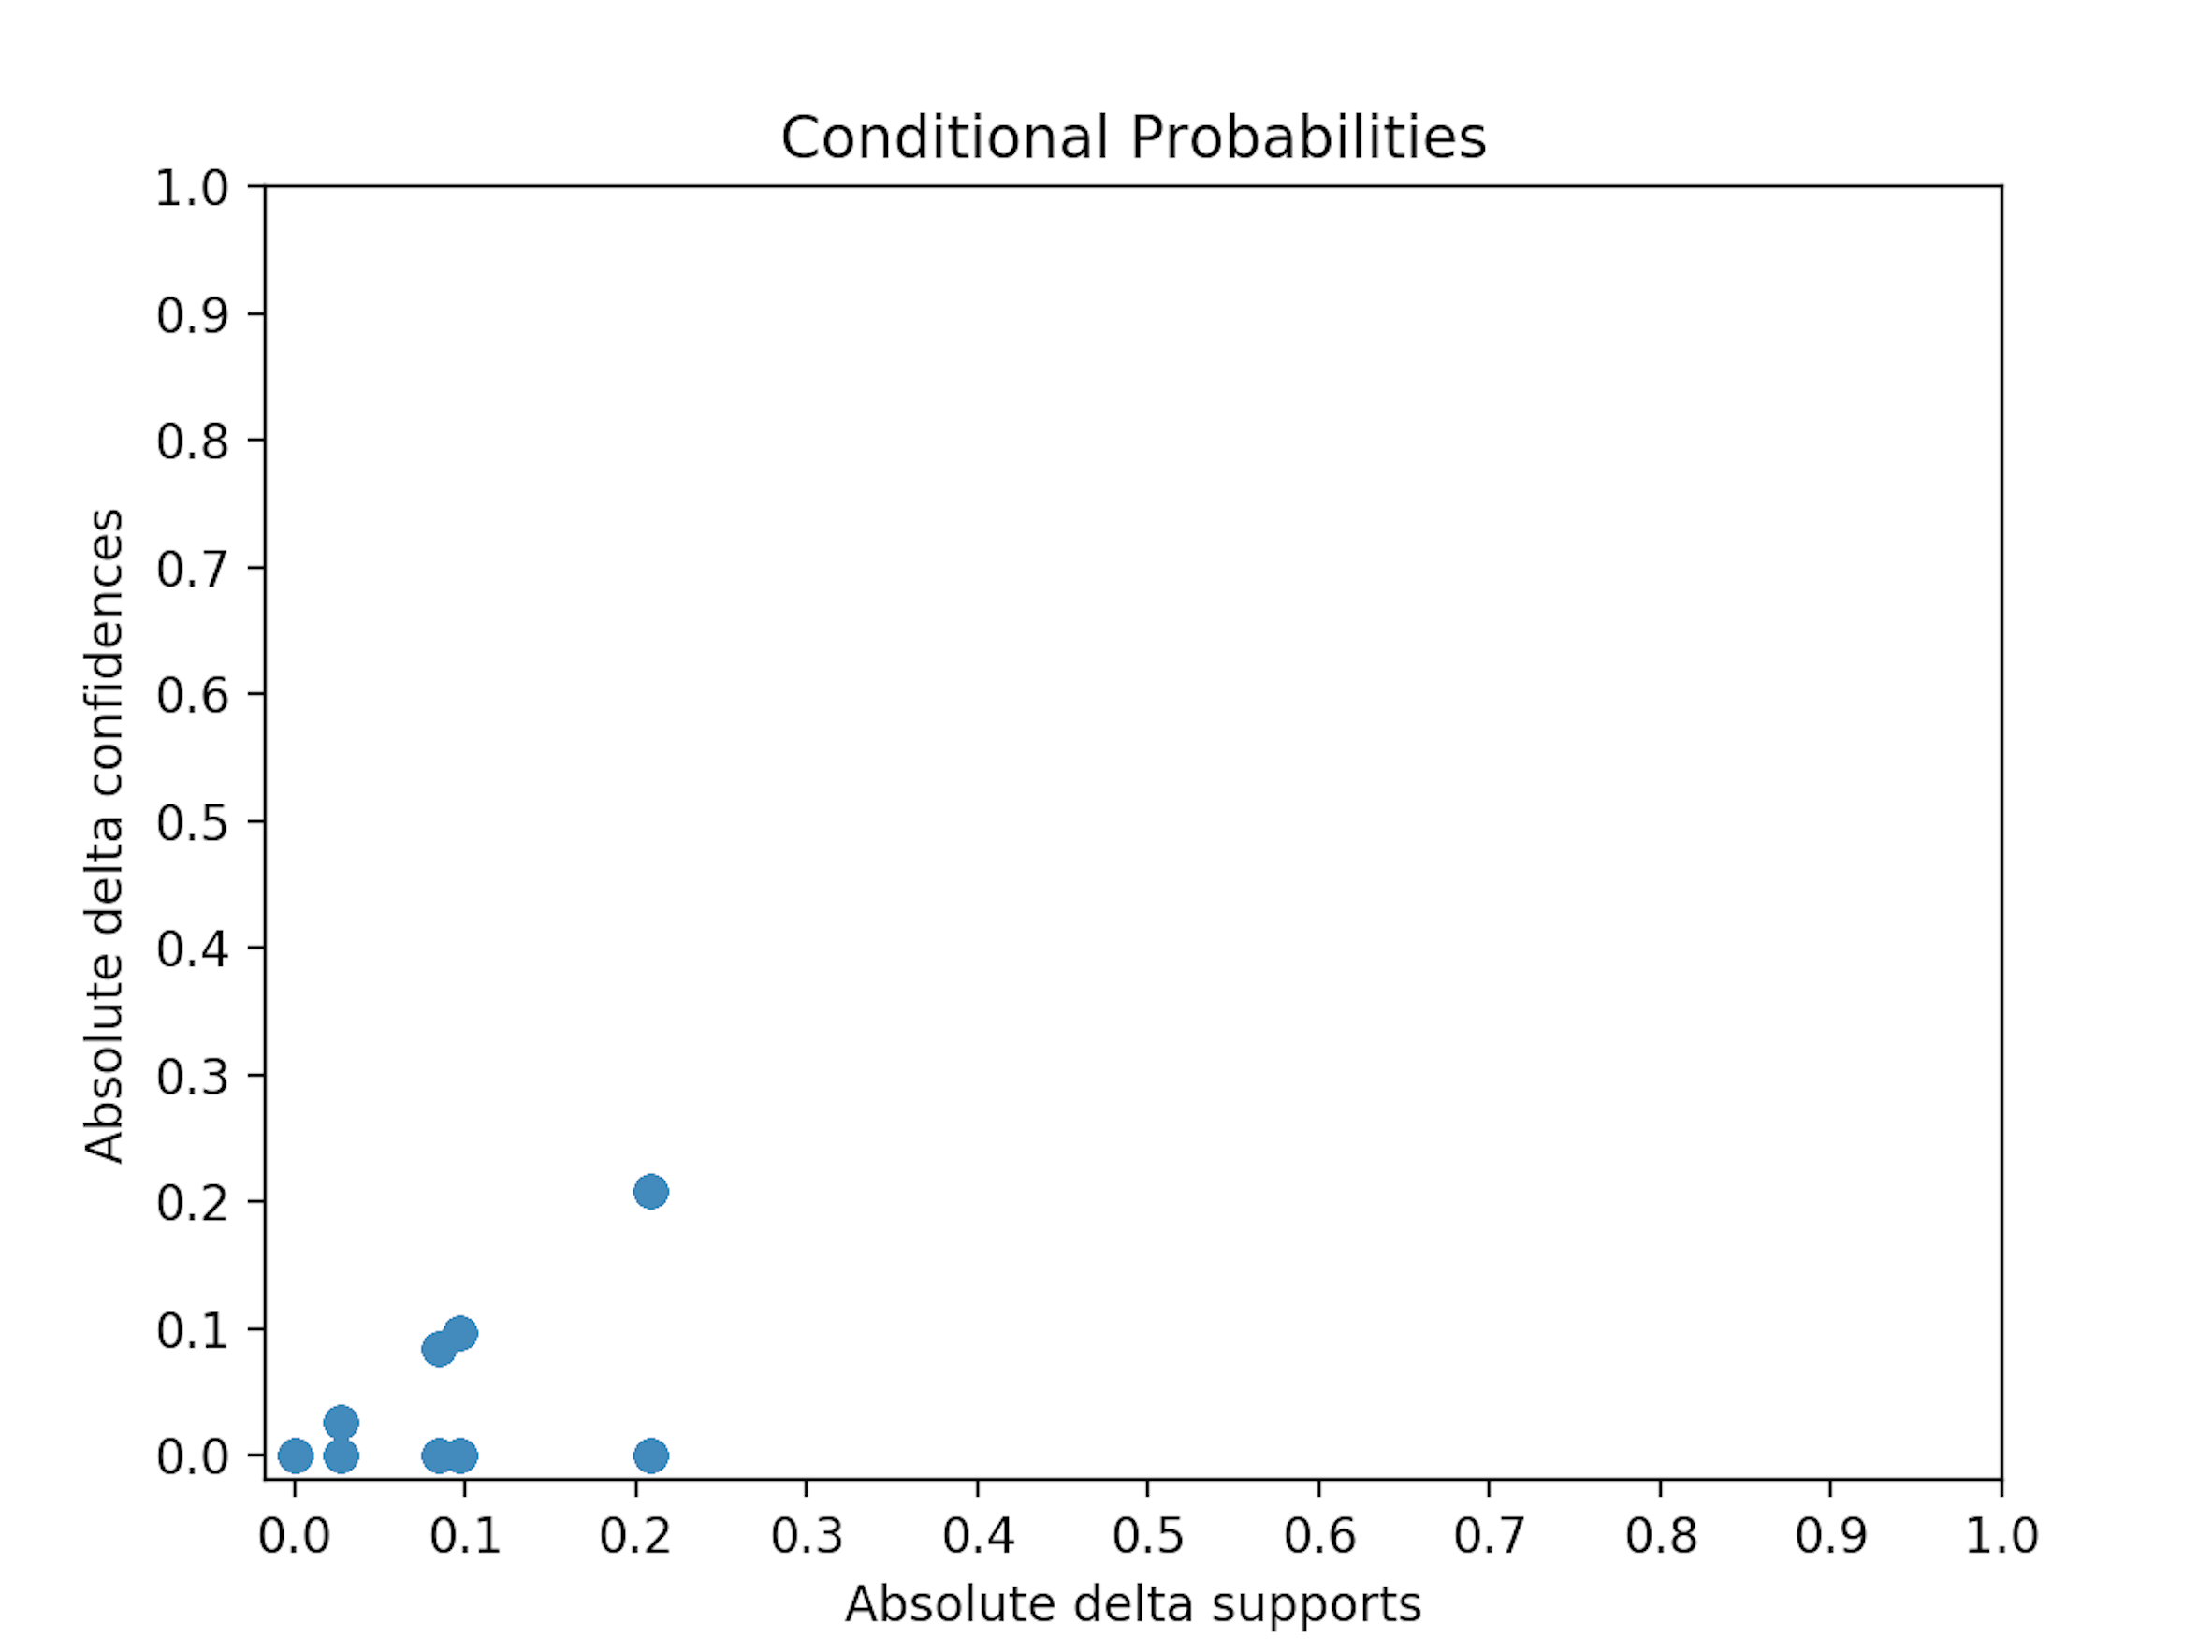 Conditional Probabilities
1.0
0.9
0.8
0.7
0.6
0.5
0.4
0.3
0.2
0.1
0.0
Absolute delta confidences
0.0 0.1 0.2 0.3 0.4 0.5 0.6 0.7 0.8 0.9 1.0
Absolute delta supports